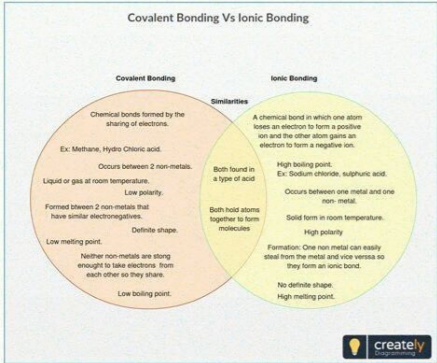 Covalent Bonding Vs Ionic Bonding
Covalent Bonding
Chemical bonds formed by the
sharing of electrons.
Ex: Methane, Hydro Chloric acid.
Occurs between 2 non-metals.
Liquid or gas at room temperature.
Low polarity.
Formed btween 2 non-metals that
have similar electronegatives.
Definite shape.
Low melting point.
Neither non-metals are stong
enought to take electrons from
each other so they share.
Low boiling point.
Similarities
Both found in
a type of acid
Both hold atoms
together to form
molecules
Ionic Bonding
A chemical bond in which one atom
loses an electron to form a positive
ion and the other atom gains an
electron to form a negative ion.
High boiling point.
Ex: Sodium chloride, sulphuric acid.
Occurs between one metal and one
non- metal.
Solid form in room temperature.
High polarity
Formation: One non metal can easily
steal from the metal and vice verssa so
they form an ionic bond.
No definite shape.
High melting point.
creately
Diagramming